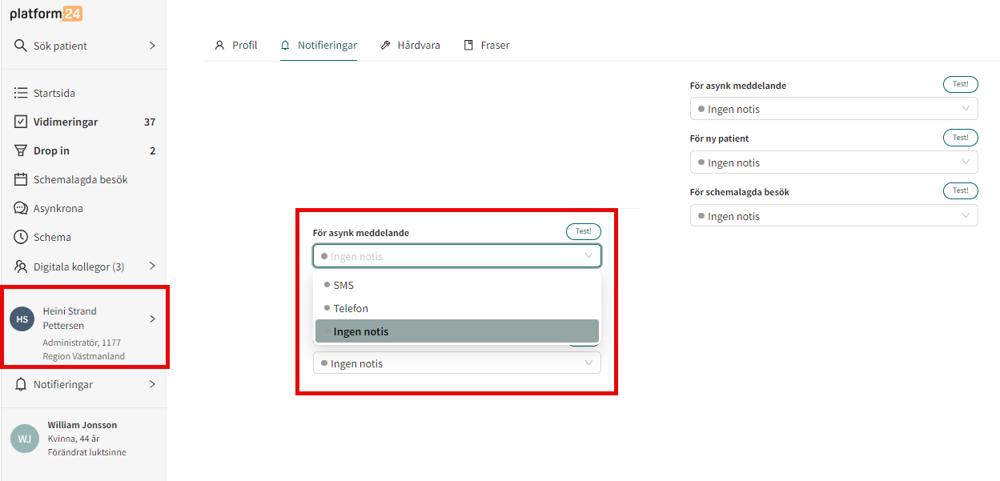 platform24
Sök patient
Startsida
Vidimeringar 37
Drop in 2
Schemalagda besök
Asynkrona
Schema
Digitala kollegor (3)
HS
Heini Strand
Pettersen
Administratör, 1177
Region Västmanland
Notifieringar
WJ
William Jonsson
Kvinna, 44 år
Förändrat luktsinne
Profil
Notifieringar
Hårdvara
Fraser
För asynk meddelande
Test!
Ingen notis
SMS
Telefon
Ingen notis
Ingen notis
För asynk meddelande
Test!
Ingen notis
För ny patient
Test!
Ingen notis
För schemalagda besök
Test!
Ingen notis